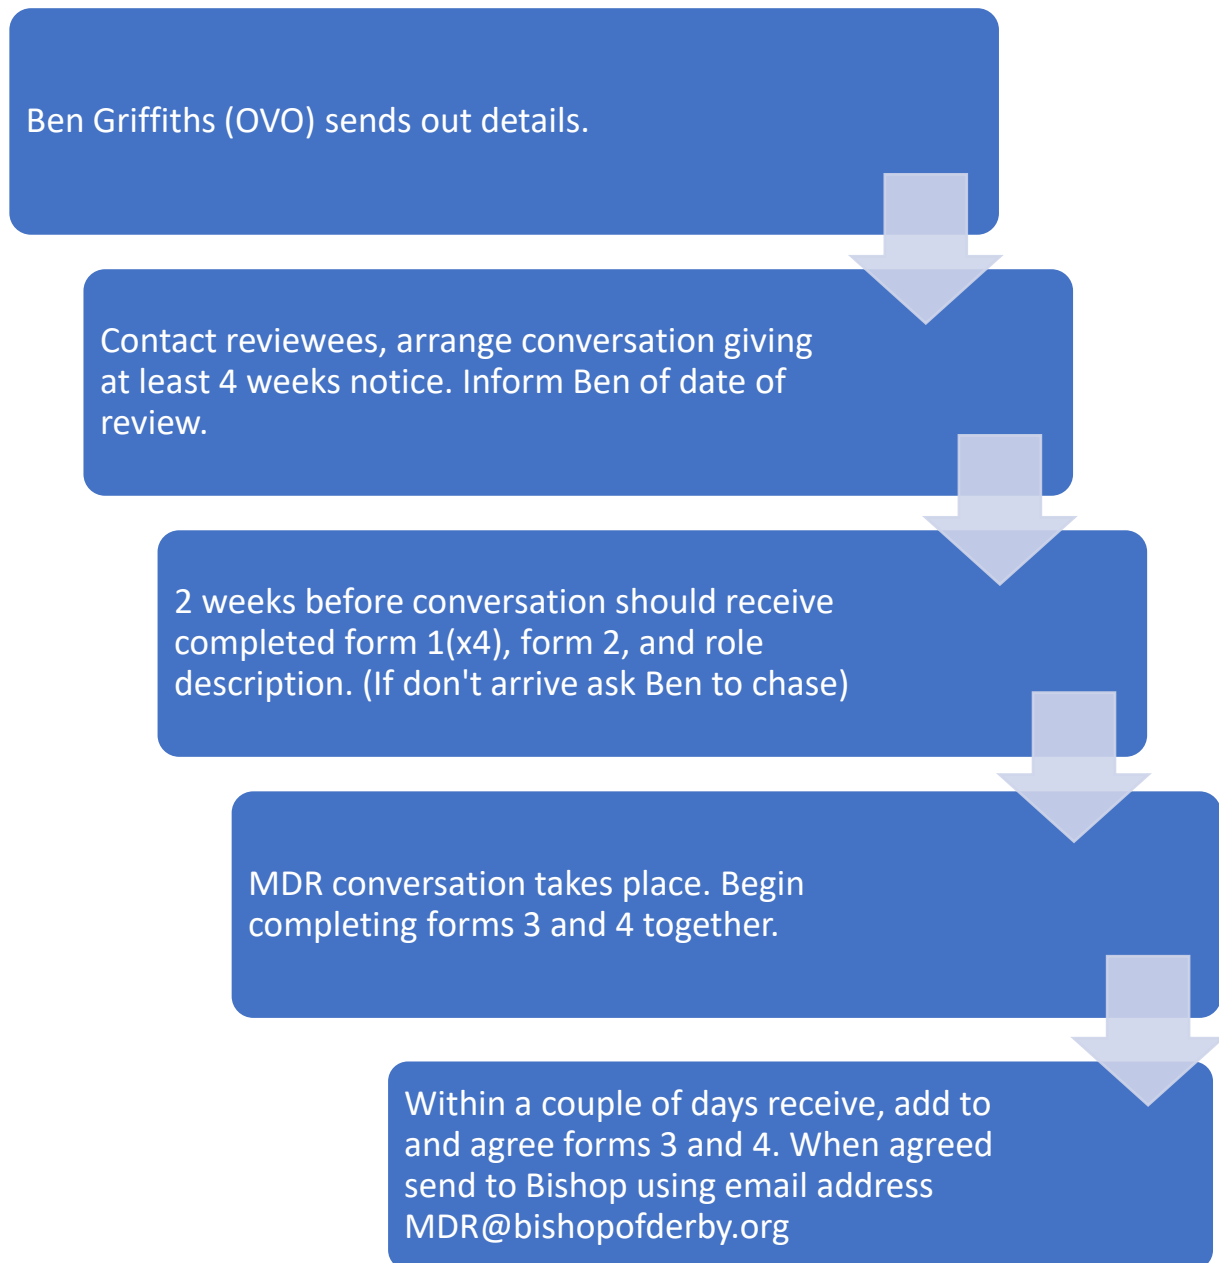 Ben Griffiths (OVO) sends out details.
Contact reviewees, arrange conversation giving
at least 4 weeks notice. Inform Ben of date of
review.
2 weeks before conversation should receive
completed form 1(x4), form 2, and role
description. (If don't arrive ask Ben to chase)
MDR conversation takes place. Begin
completing forms 3 and 4 together.
Within a couple of days receive, add to
and agree forms 3 and 4. When agreed
send to Bishop using email address
MDR@bishopofderby.org